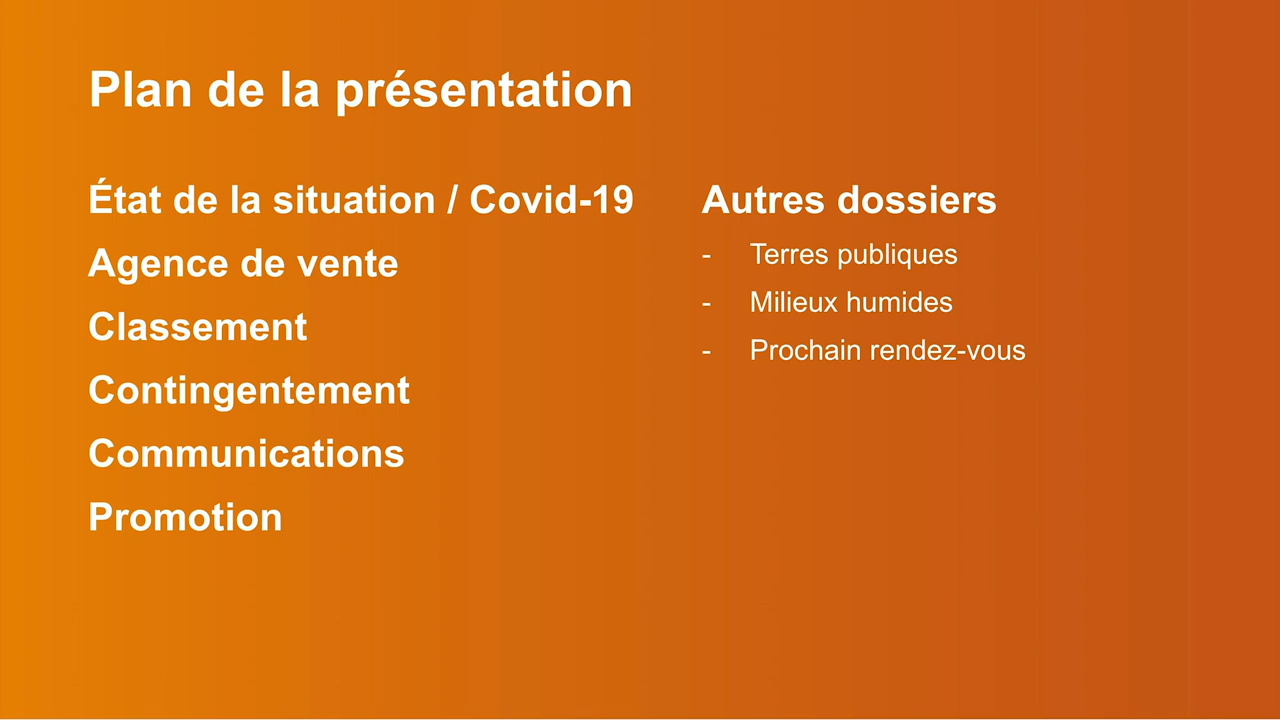 Plan de la présentation
État de la situation / Covid-19
Agence de vente
Classement
Contingentement
Communications
Promotion
Autres dossiers
- Terres publiques
- Milieux humides
- Prochain rendez-vous